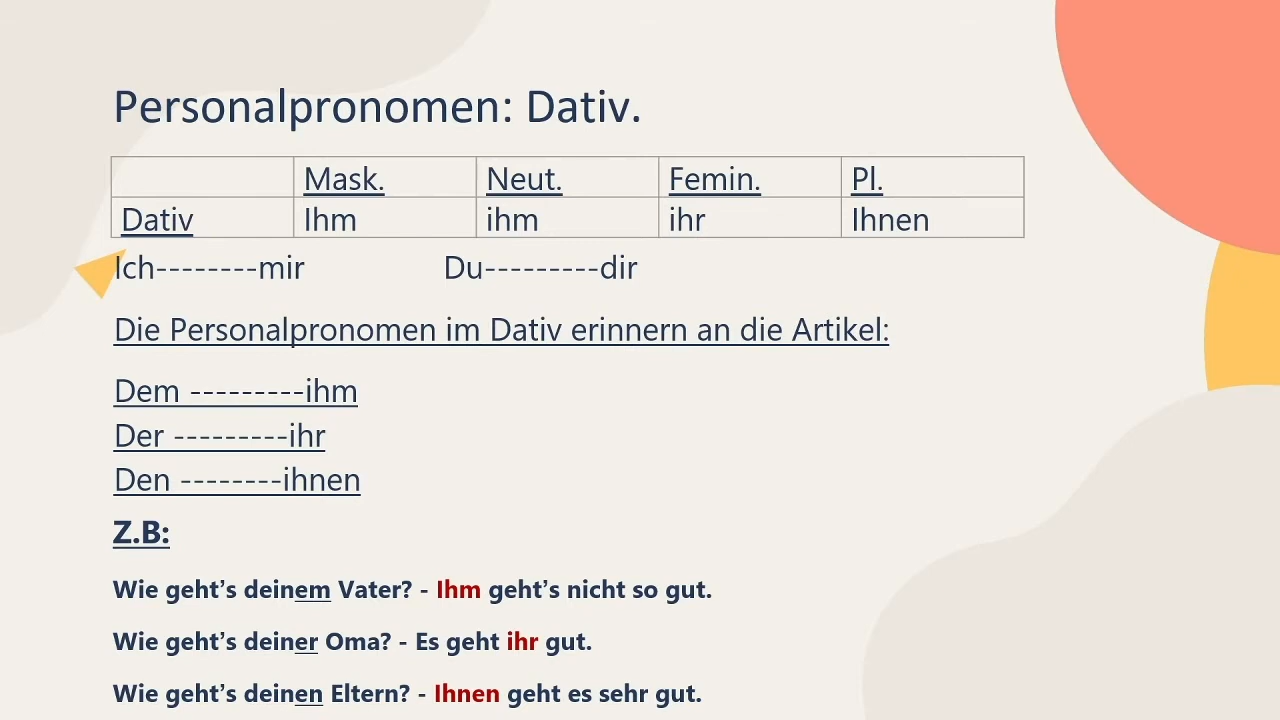 Personalpronomen: Dativ.
Mask. Neut. Femin. Pl.
Dativ Ihm ihm ihr Ihnen
Ich--------mir Du---------dir
Die Personalpronomen im Dativ erinnern an die Artikel:
Dem ---------ihm
Der ---------ihr
Den --------ihnen
Z.B:
Wie geht’s deinem Vater? - Ihm geht’s nicht so gut.
Wie geht’s deiner Oma? - Es geht ihr gut.
Wie geht’s deinen Eltern? - Ihnen geht es sehr gut.